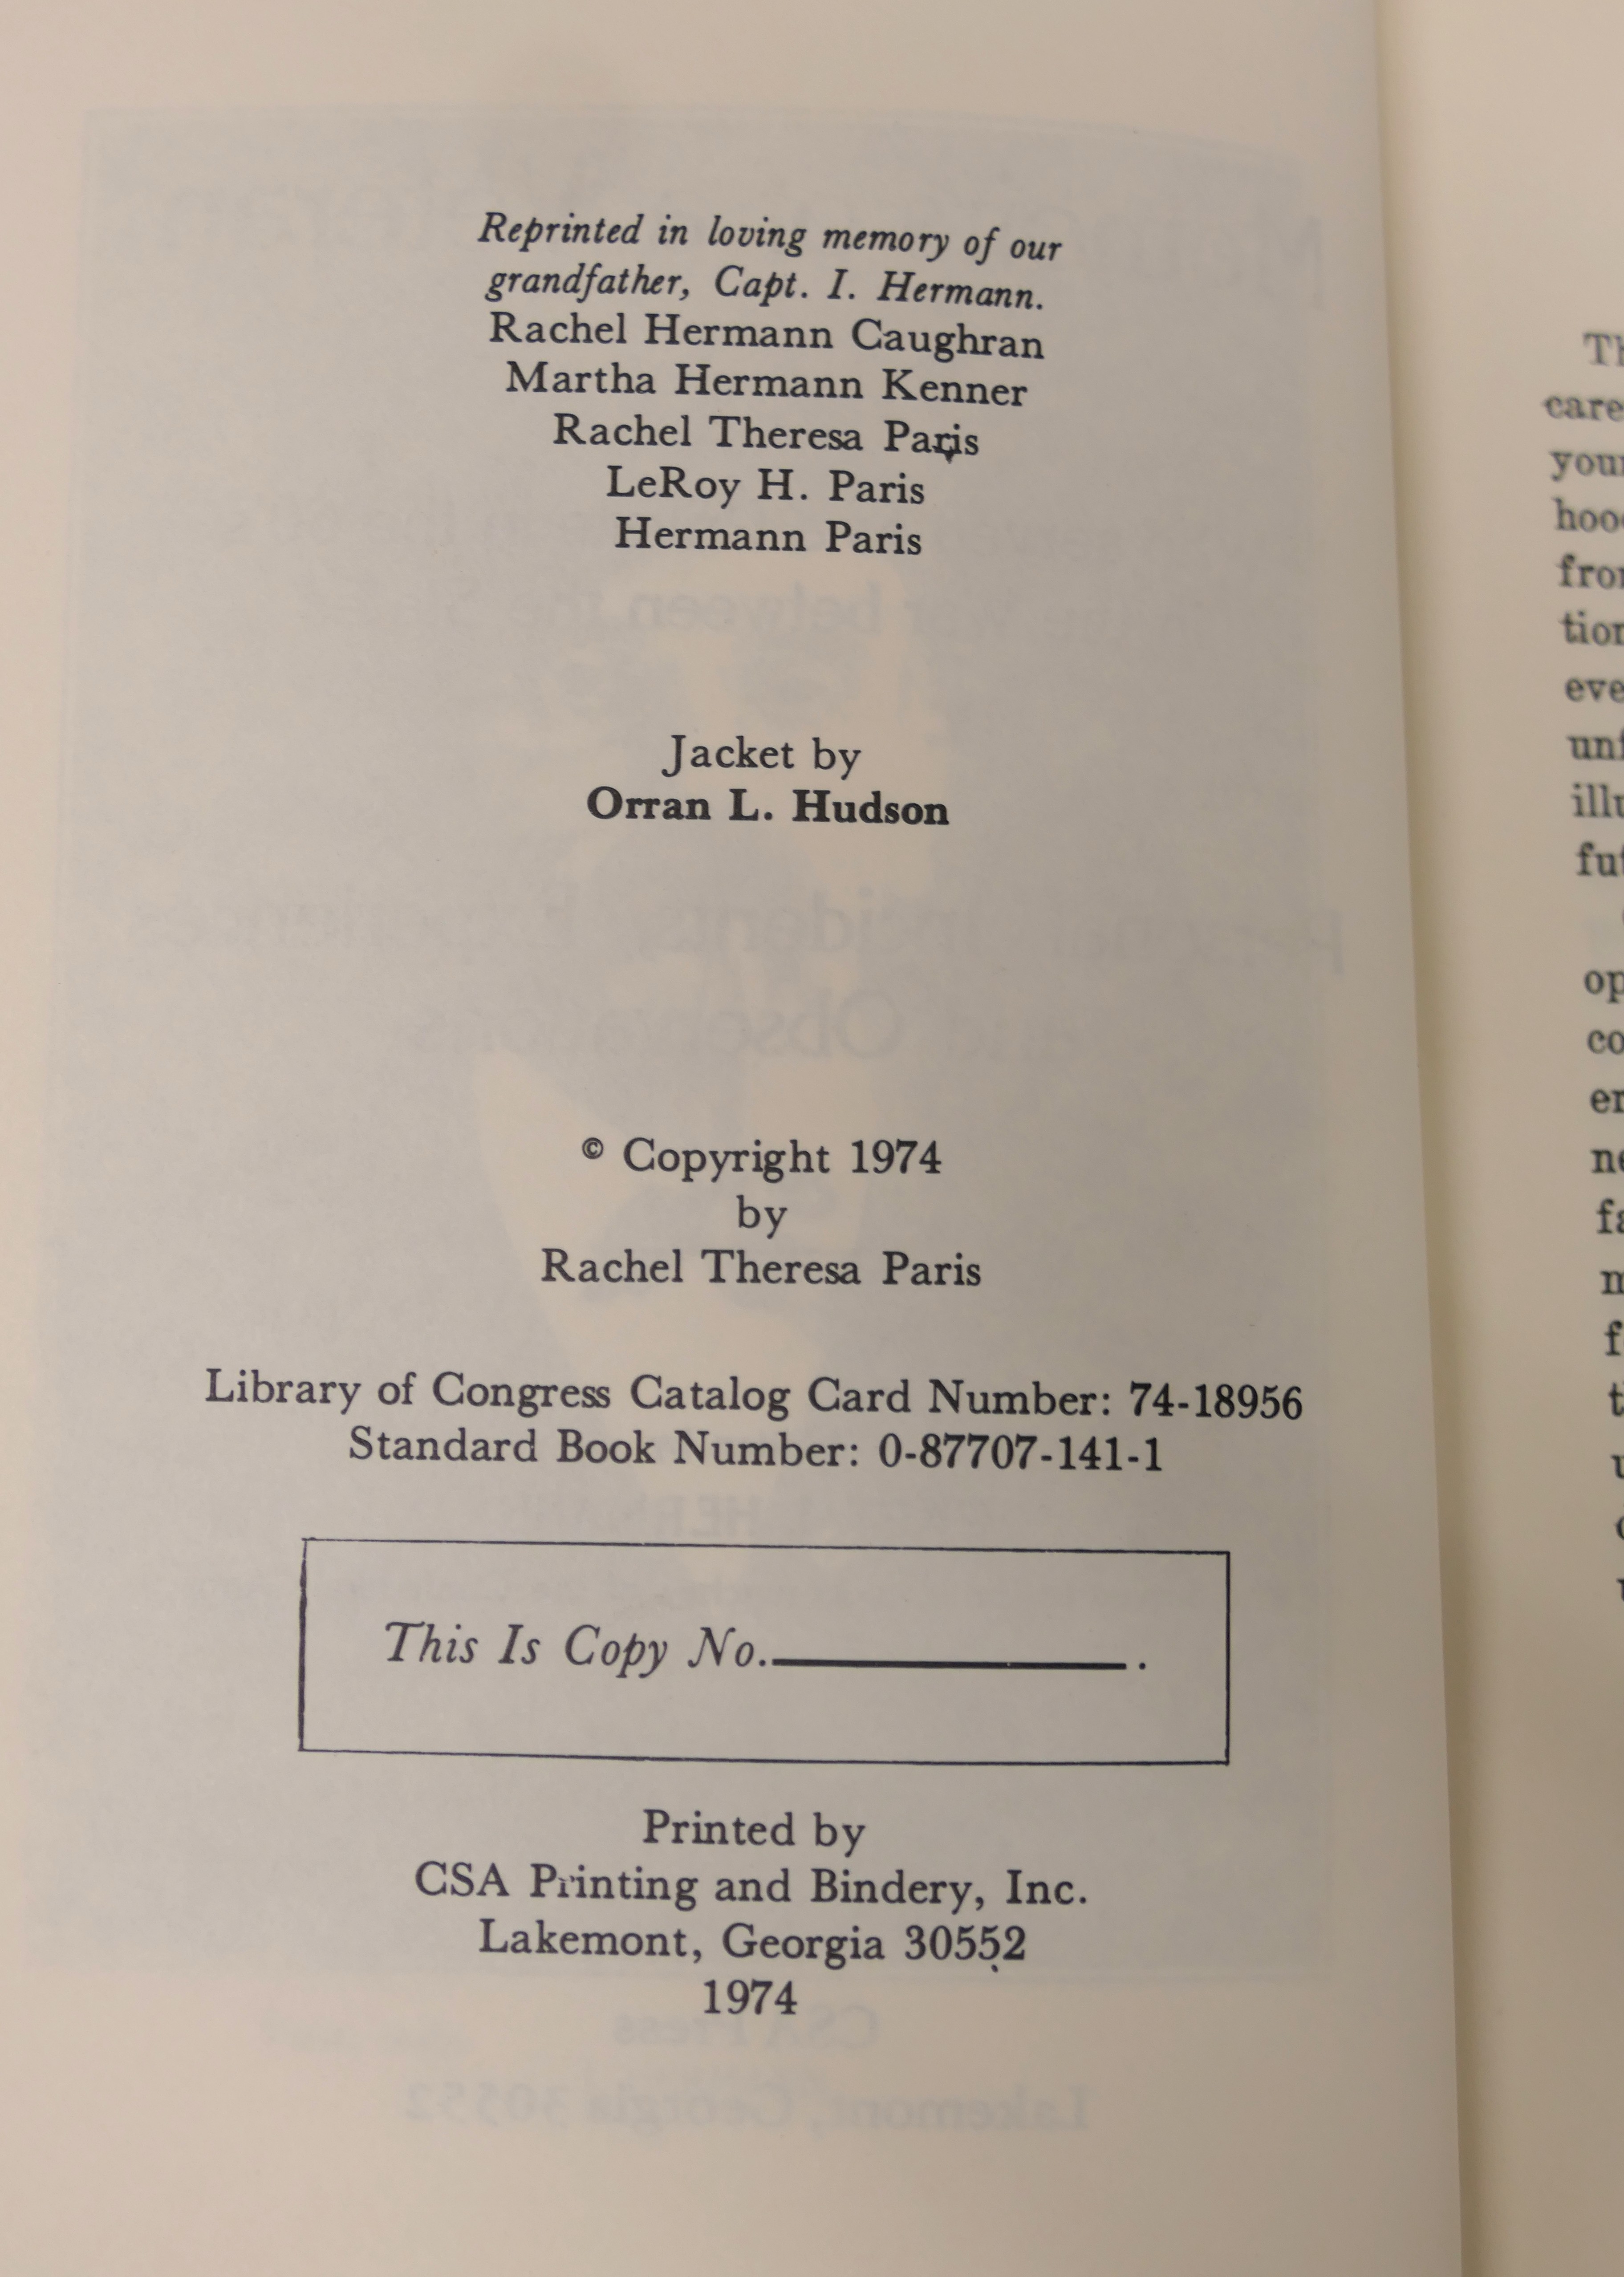 Reprinted in loving memory of our
grandfather, Capt. I. Hermann.
Rachel Hermann Caughran
Martha Hermann Kenner
Rachel Theresa Paris
LeRoy H. Paris
Hermann Paris
Jacket by
Orran L. Hudson
© Copyright 1974
by
Rachel Theresa Paris
Library of Congress Catalog Card Number: 74-18956
Standard Book Number: 0-87707-141-1
This Is Copy No.__________.
Printed by
CSA Printing and Bindery, Inc.
Lakemont, Georgia 30552
1974